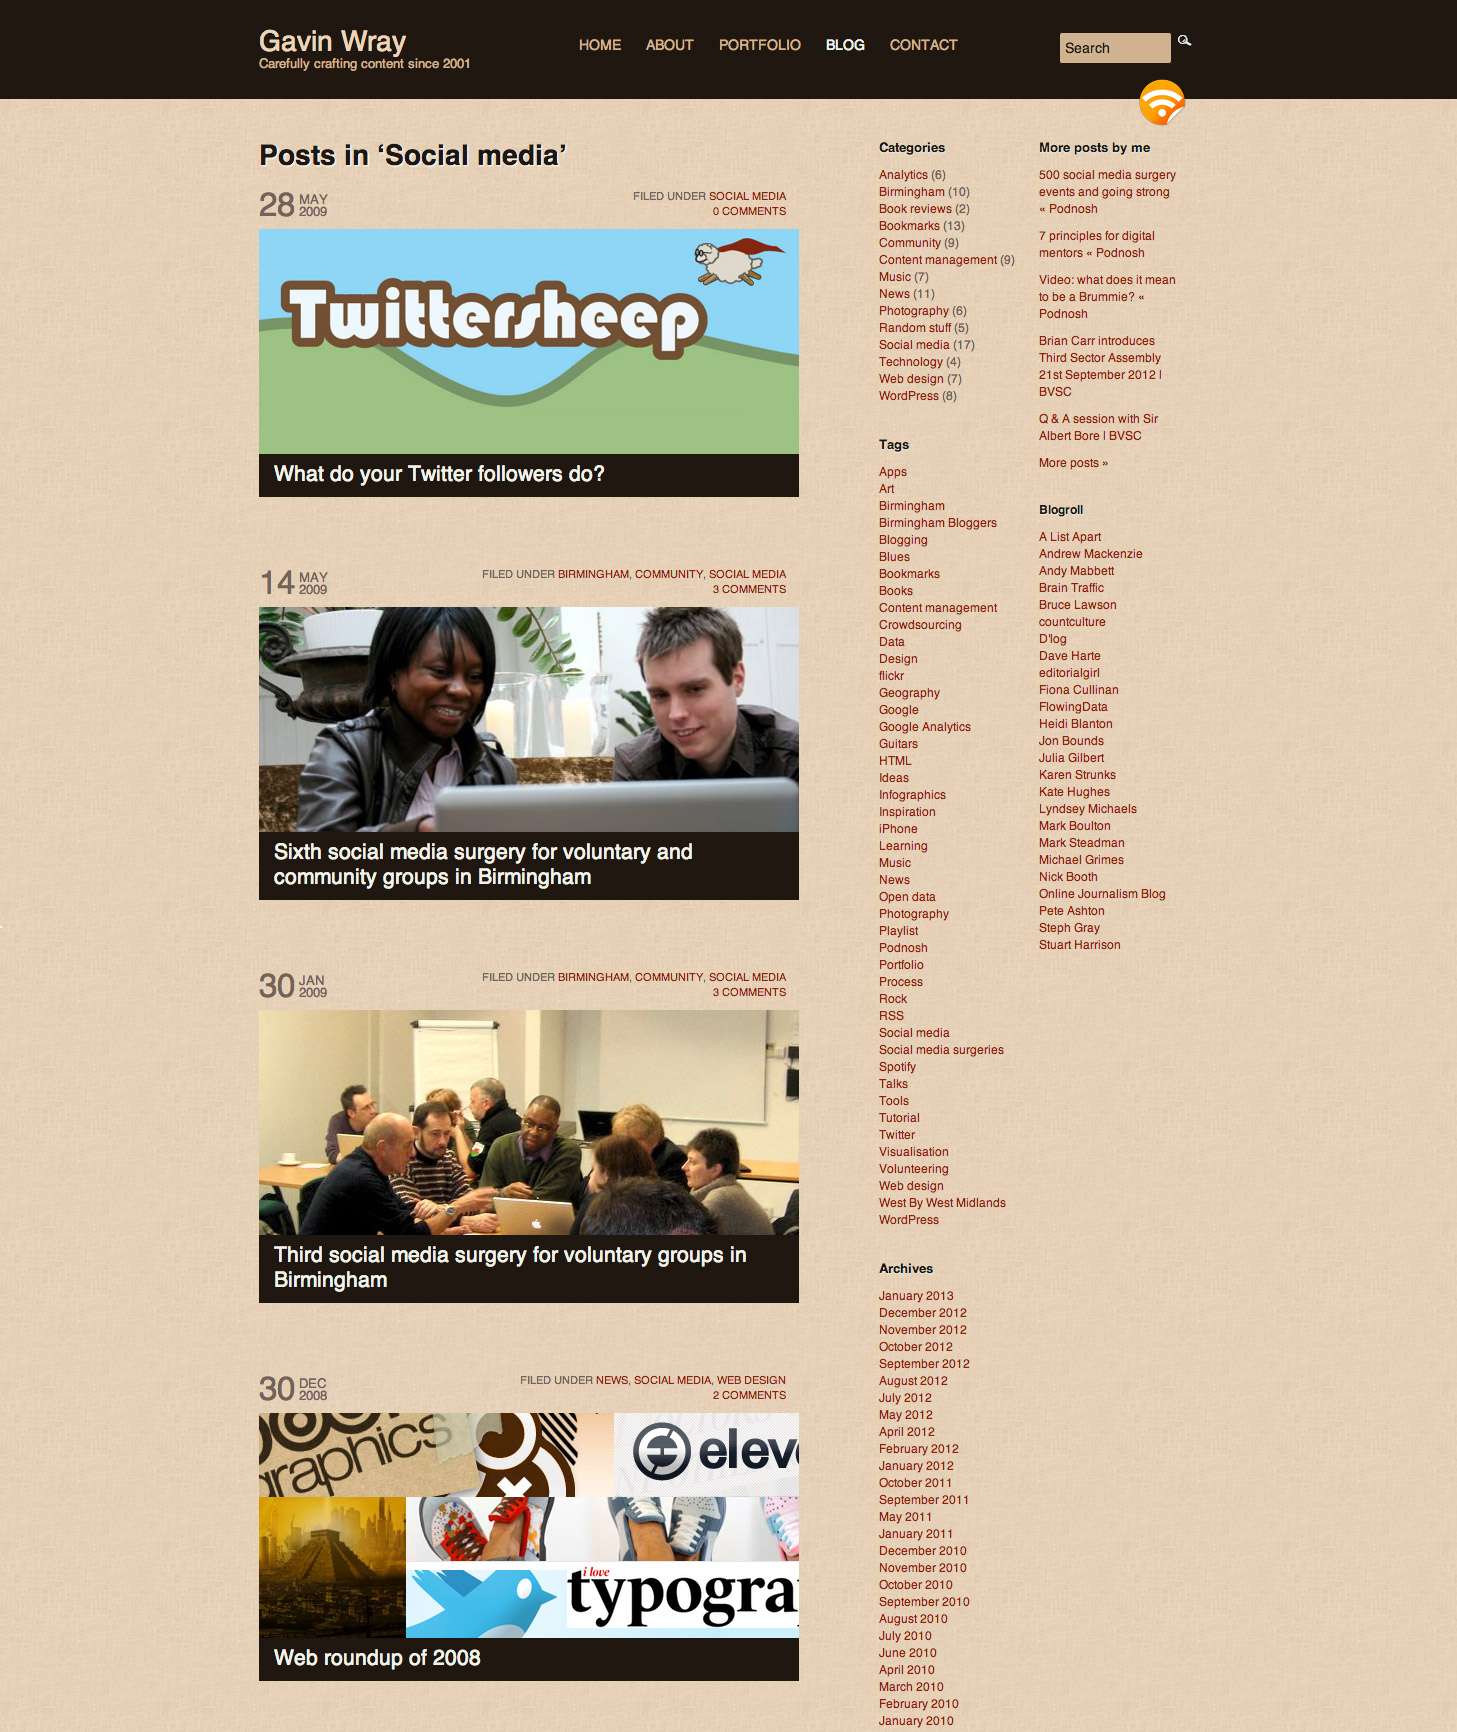 Gavin Wray
Carefully crafting content since 2001
HOME
ABOUT
PORTFOLIO
BLOG
CONTACT
Search
Posts in ‘Social media’
28 MAY 2009
FILED UNDER SOCIAL MEDIA
0 COMMENTS
Twittersheep
What do your Twitter followers do?
14 MAY 2009
FILED UNDER BIRMINGHAM, COMMUNITY, SOCIAL MEDIA
3 COMMENTS
Sixth social media surgery for voluntary and
community groups in Birmingham
30 JAN 2009
FILED UNDER BIRMINGHAM, COMMUNITY, SOCIAL MEDIA
3 COMMENTS
Third social media surgery for voluntary groups in
Birmingham
30 DEC 2008
FILED UNDER NEWS, SOCIAL MEDIA, WEB DESIGN
2 COMMENTS
graphics
eleve
i love
typogra
Web roundup of 2008
Categories
Analytics (6)
Birmingham (10)
Book reviews (2)
Bookmarks (13)
Community (9)
Content management (9)
Music (7)
News (11)
Photography (6)
Random stuff (5)
Social media (17)
Technology (4)
Web design (7)
WordPress (8)
Tags
Apps
Art
Birmingham
Birmingham Bloggers
Blogging
Blues
Bookmarks
Books
Content management
Crowdsourcing
Data
Design
flickr
Geography
Google
Google Analytics
Guitars
HTML
Ideas
Infographics
Inspiration
iPhone
Learning
Music
News
Open data
Photography
Playlist
Podnosh
Portfolio
Process
Rock
RSS
Social media
Social media surgeries
Spotify
Talks
Tools
Tutorial
Twitter
Visualisation
Volunteering
Web design
West By West Midlands
WordPress
Archives
January 2013
December 2012
November 2012
October 2012
September 2012
August 2012
July 2012
May 2012
April 2012
February 2012
January 2012
October 2011
September 2011
May 2011
January 2011
December 2010
November 2010
October 2010
September 2010
August 2010
July 2010
June 2010
April 2010
March 2010
February 2010
January 2010
More posts by me
500 social media surgery
events and going strong
« Podnosh
7 principles for digital
mentors « Podnosh
Video: what does it mean
to be a Brummie? «
Podnosh
Brian Carr introduces
Third Sector Assembly
21st September 2012 |
BVSC
Q & A session with Sir
Albert Bore | BVSC
More posts »
Blogroll
A List Apart
Andrew Mackenzie
Andy Mabbett
Brain Traffic
Bruce Lawson
countculture
D'log
Dave Harte
editorialgirl
Fiona Cullinan
FlowingData
Heidi Blanton
Jon Bounds
Julia Gilbert
Karen Strunks
Kate Hughes
Lyndsey Michaels
Mark Boulton
Mark Steadman
Michael Grimes
Nick Booth
Online Journalism Blog
Pete Ashton
Steph Gray
Stuart Harrison